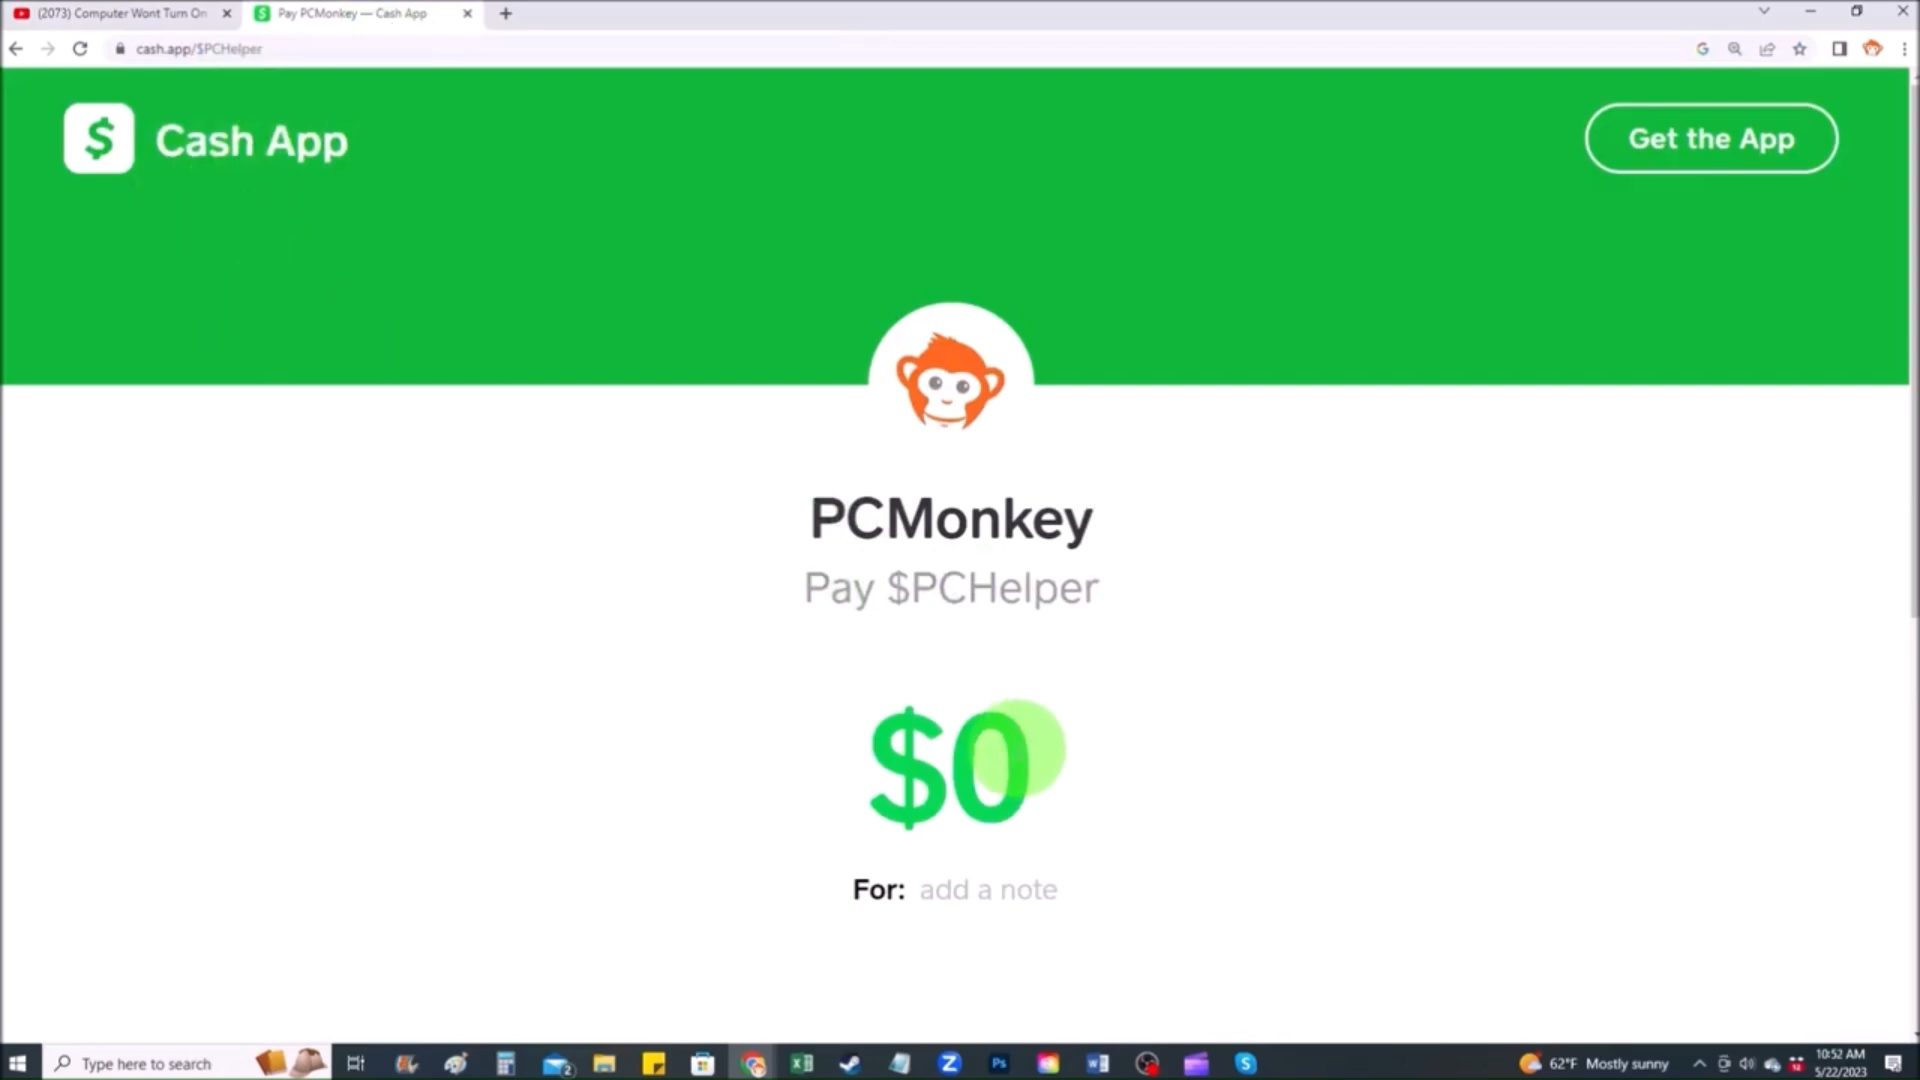 (2073) Computer Wont Turn On
Pay PCMonkey — Cash App
cash.app/$PCHelper
$ Cash App
Get the App
PCMonkey
Pay $PCHelper
$0
For: add a note
Type here to search
62°F Mostly sunny
10:52 AM
5/22/2023